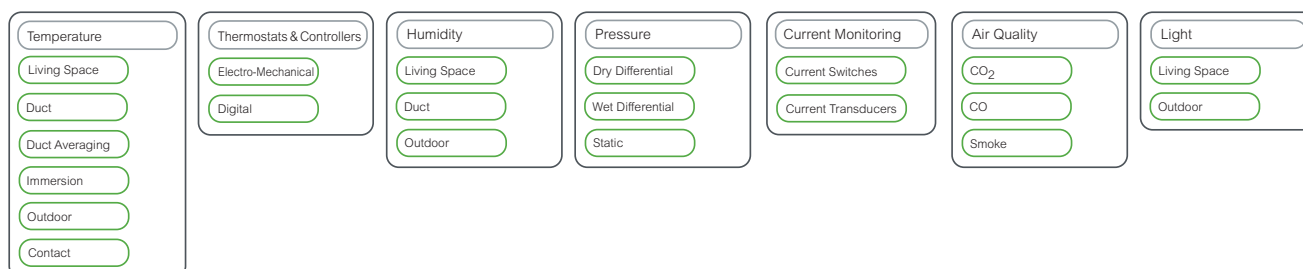 Temperature
Living Space
Duct
Duct Averaging
Immersion
Outdoor
Contact
Thermostats & Controllers
Electro-Mechanical
Digital
Humidity
Living Space
Duct
Outdoor
Pressure
Dry Differential
Wet Differential
Static
Current Monitoring
Current Switches
Current Transducers
Air Quality
CO2
CO
Smoke
Light
Living Space
Outdoor